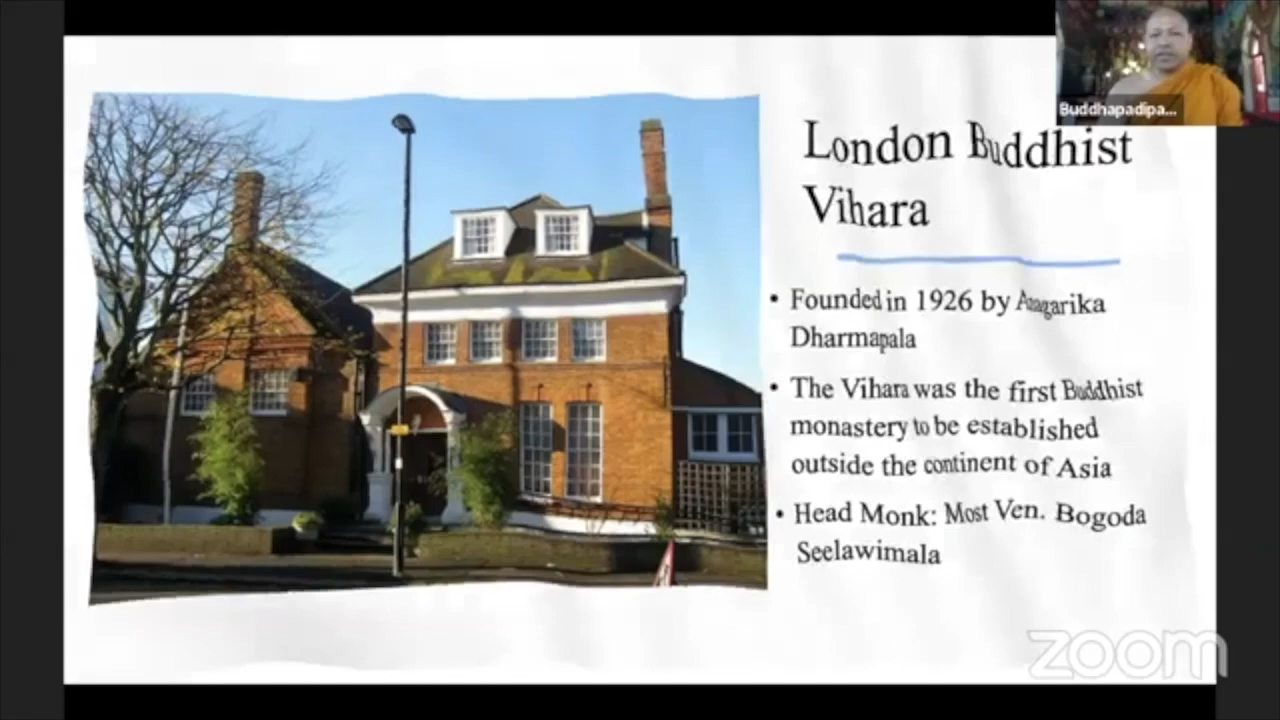 Buddhapadipa...
London Buddhist
Vihara
• Founded in 1926 by Anagarika
Dharmapala
• The Vihara was the first Buddhist
monastery to be established
outside the continent of Asia
• Head Monk: Most Ven. Bogoda
Seelawimala
zoom